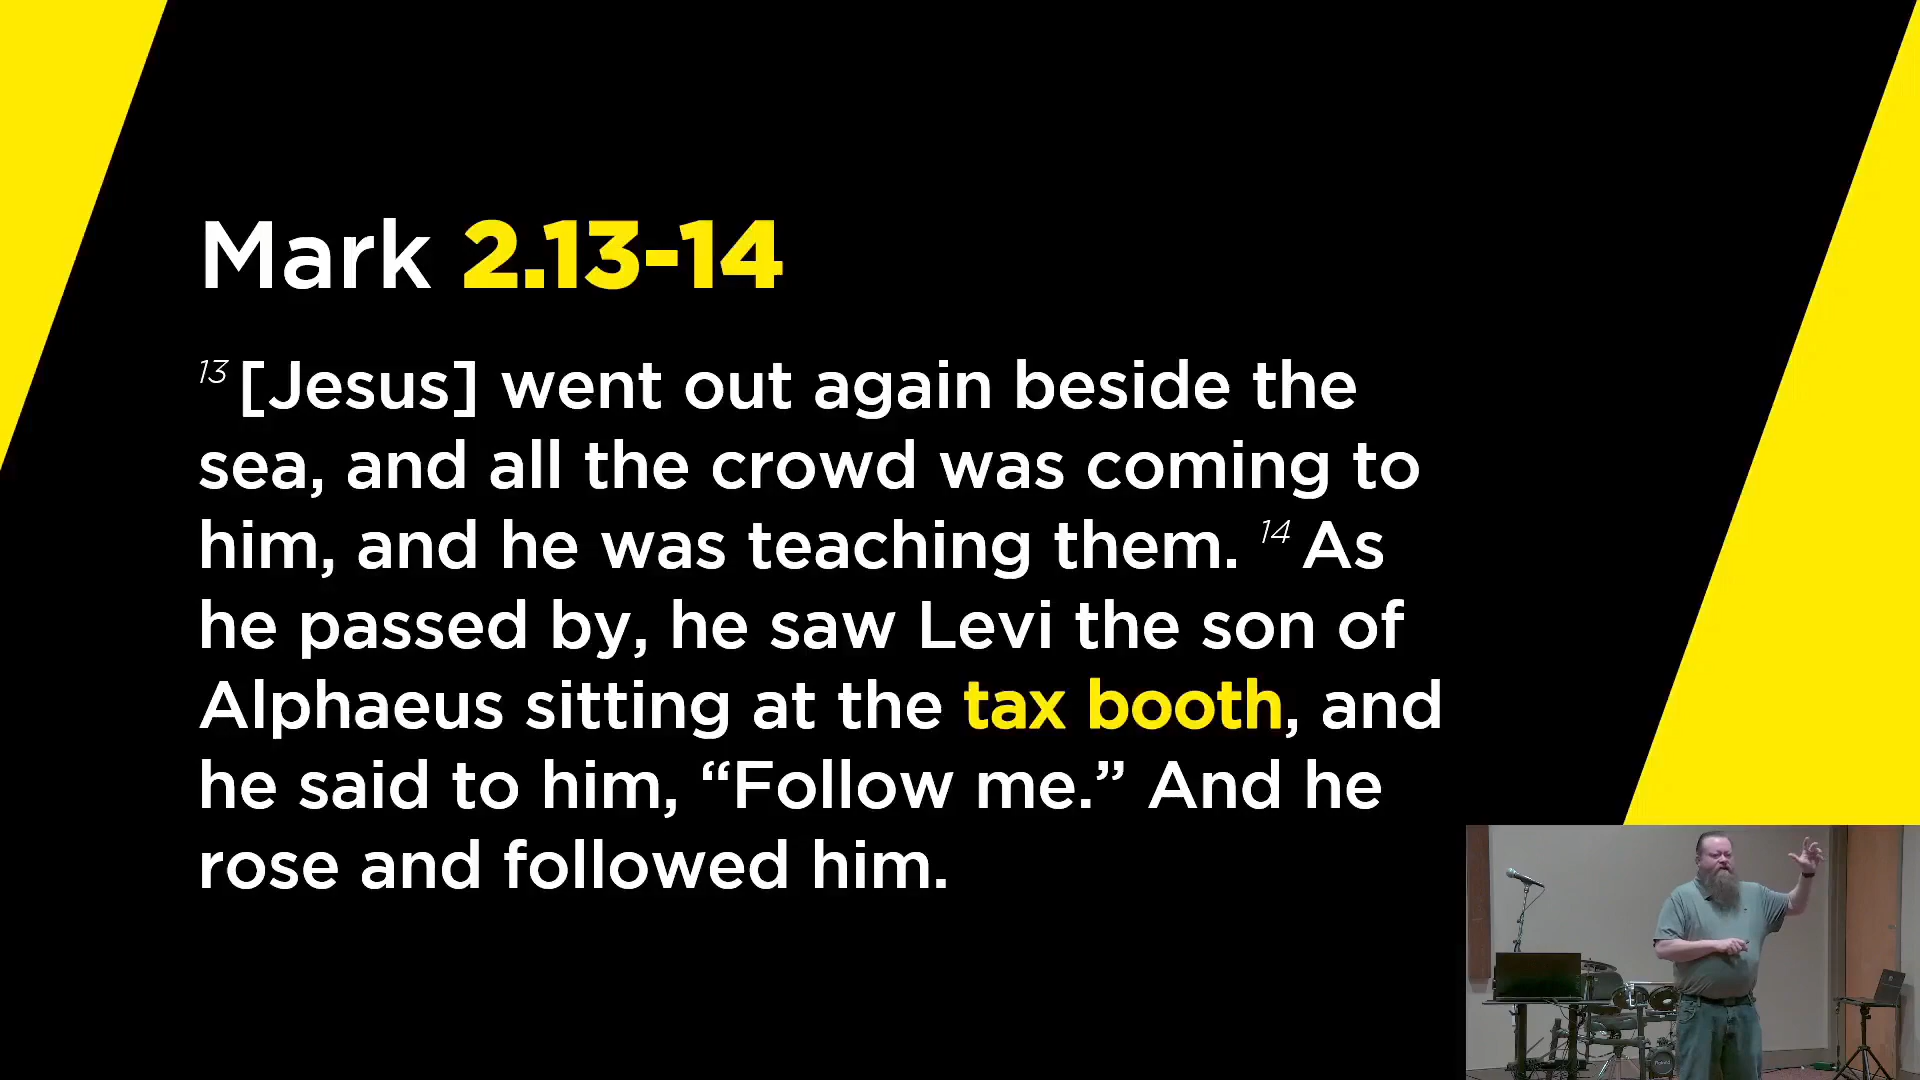 Mark 2.13-14
13 [Jesus] went out again beside the
sea, and all the crowd was coming to
him, and he was teaching them. 14 As
he passed by, he saw Levi the son of
Alphaeus sitting at the tax booth, and
he said to him, “Follow me.” And he
rose and followed him.